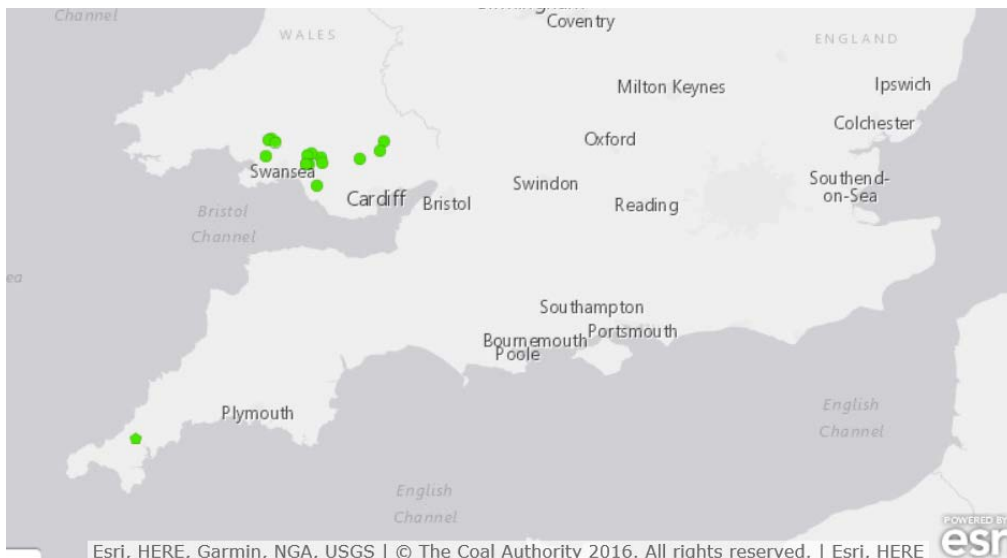 Channel
Coventry
WALES
ENGLAND
Milton Keynes
Ipswich
Colchester
Oxford
Swansea
Swindon
Southend-
on-Sea
Cardiff
Bristol
Reading
Bristol
Channel
ea
Southampton
Portsmouth
Bournemouth
Poole
Plymouth
English
Channel
English
Channel
POWERED BY
esri
Esri, HERE, Garmin, NGA, USGS | © The Coal Authority 2016. All rights reserved. | Esri, HERE